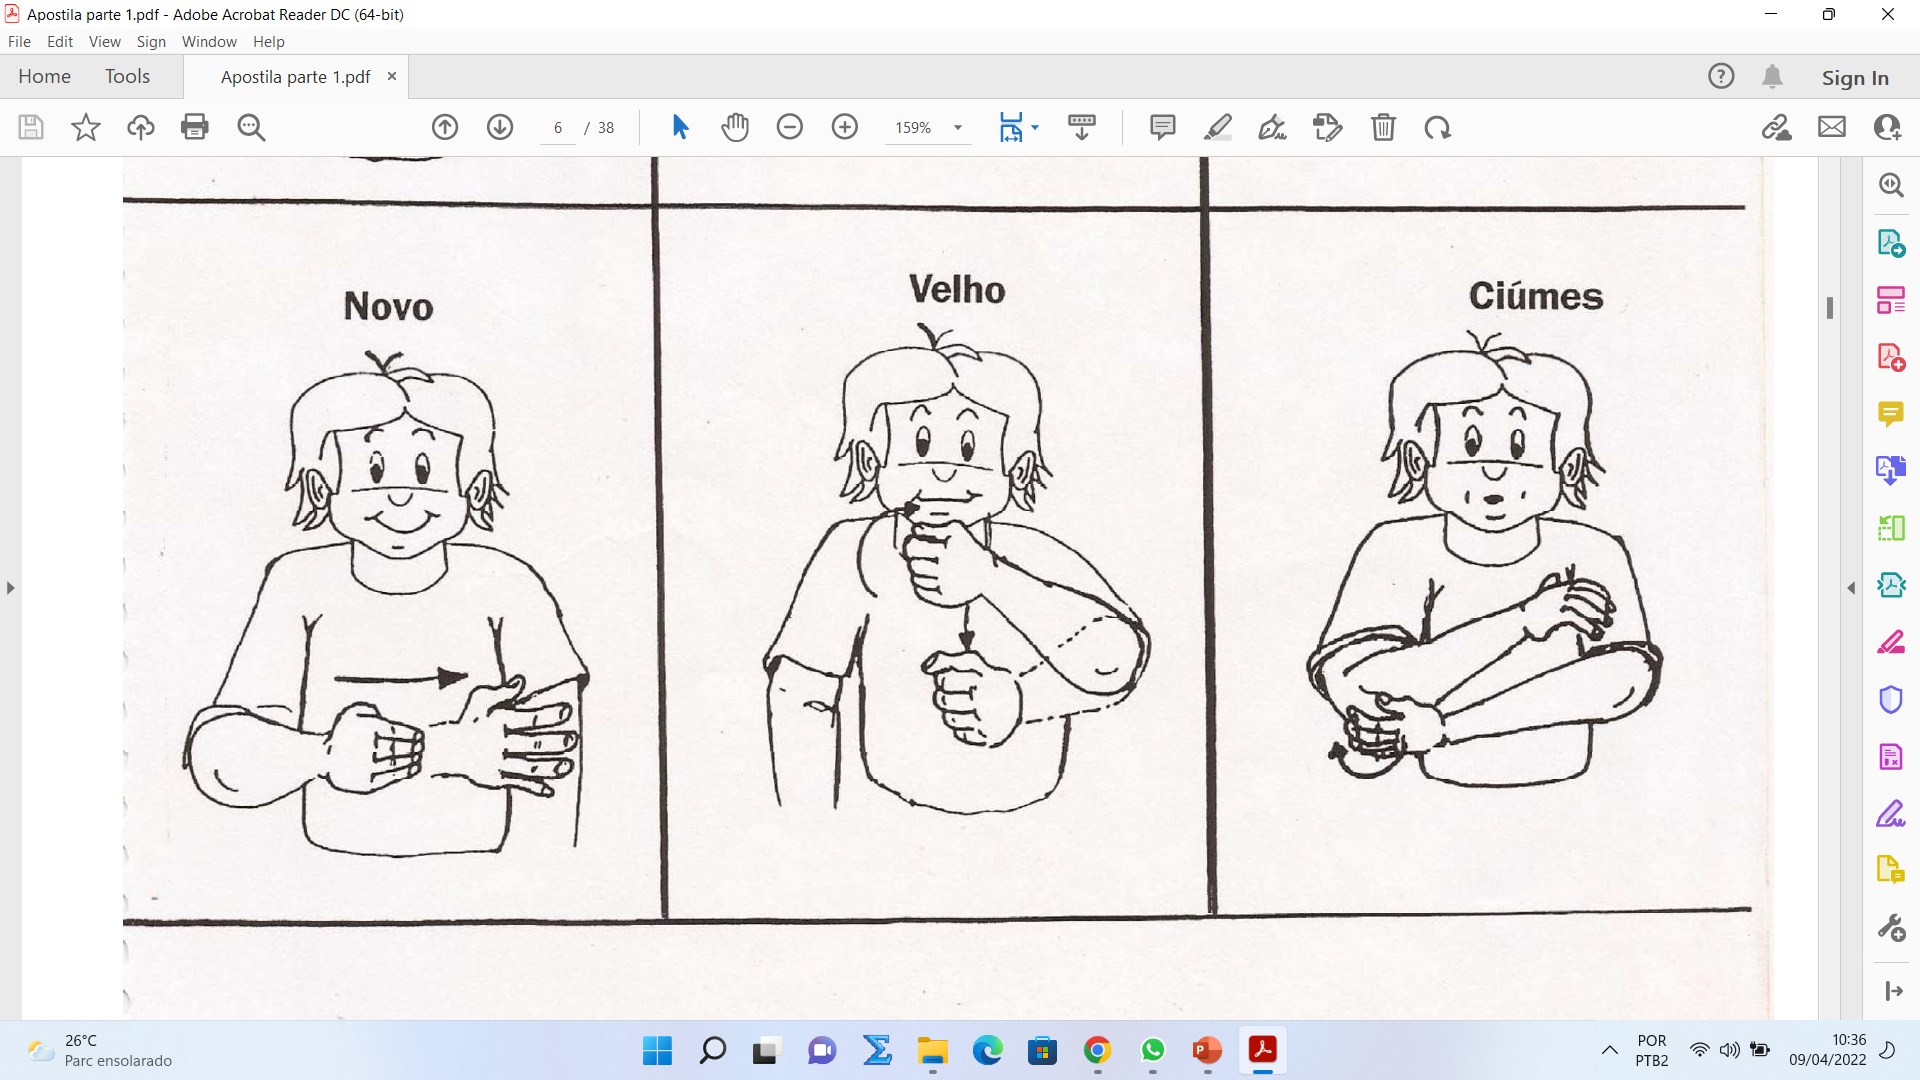 Apostila parte 1.pdf - Adobe Acrobat Reader DC (64-bit)
File Edit View Sign Window Help
Home Tools Apostila parte 1.pdf × Sign In
6 / 38 159%
Novo
Velho
Ciúmes
26°C
Parc ensolarado
POR
PTB2
10:36
09/04/2022